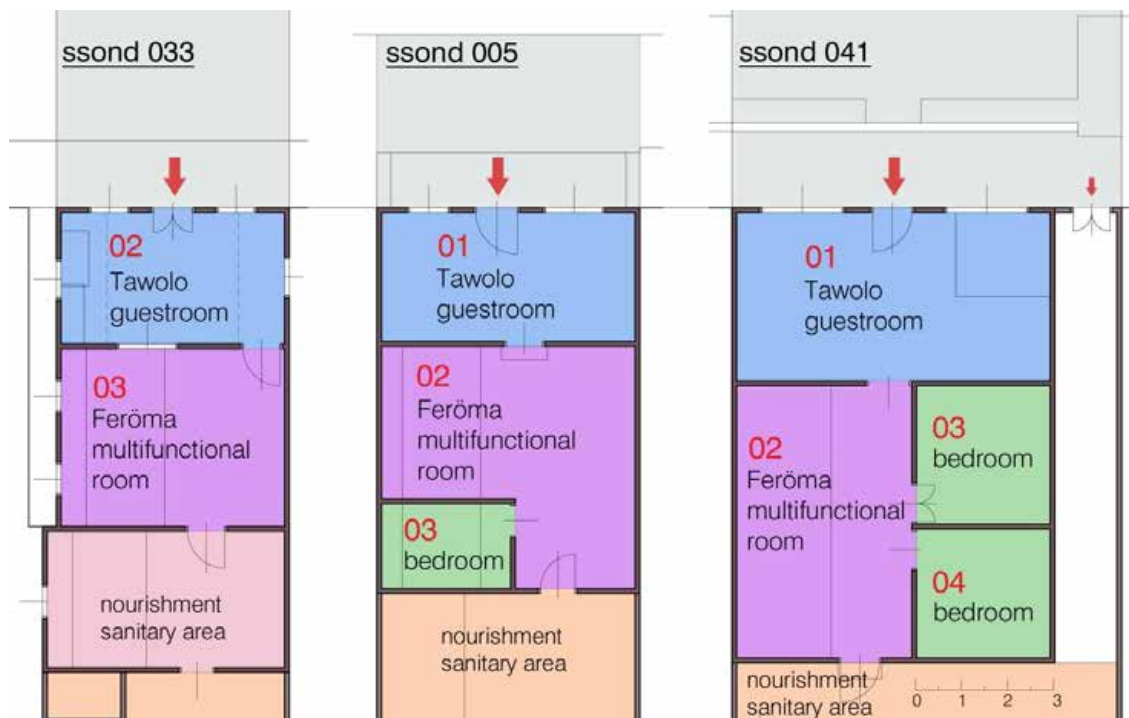 ssond 033
02
Tawolo
guestroom
03
Feröma
multifunctional
room
nourishment
sanitary area
ssond 005
01
Tawolo
guestroom
02
Feröma
multifunctional
room
03
bedroom
nourishment
sanitary area
ssond 041
01
Tawolo
guestroom
02
Feröma
multifunctional
room
03
bedroom
04
bedroom
nourishment
sanitary area
0 1 2 3